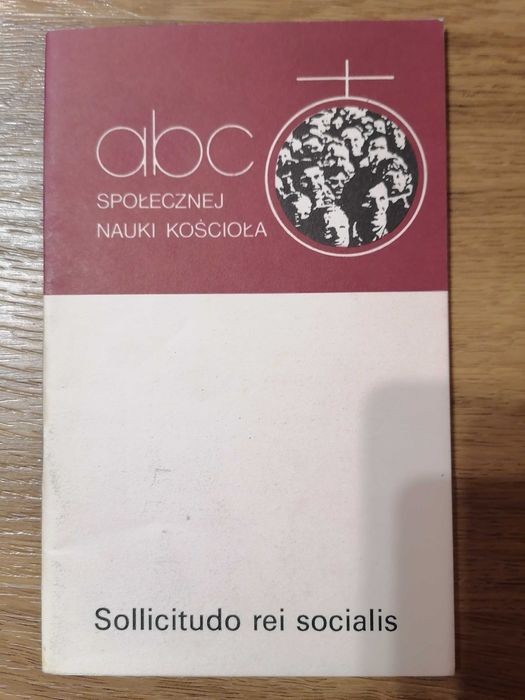 abc
SPOŁECZNEJ
NAUKI KOŚCIOŁA
Sollicitudo rei socialis